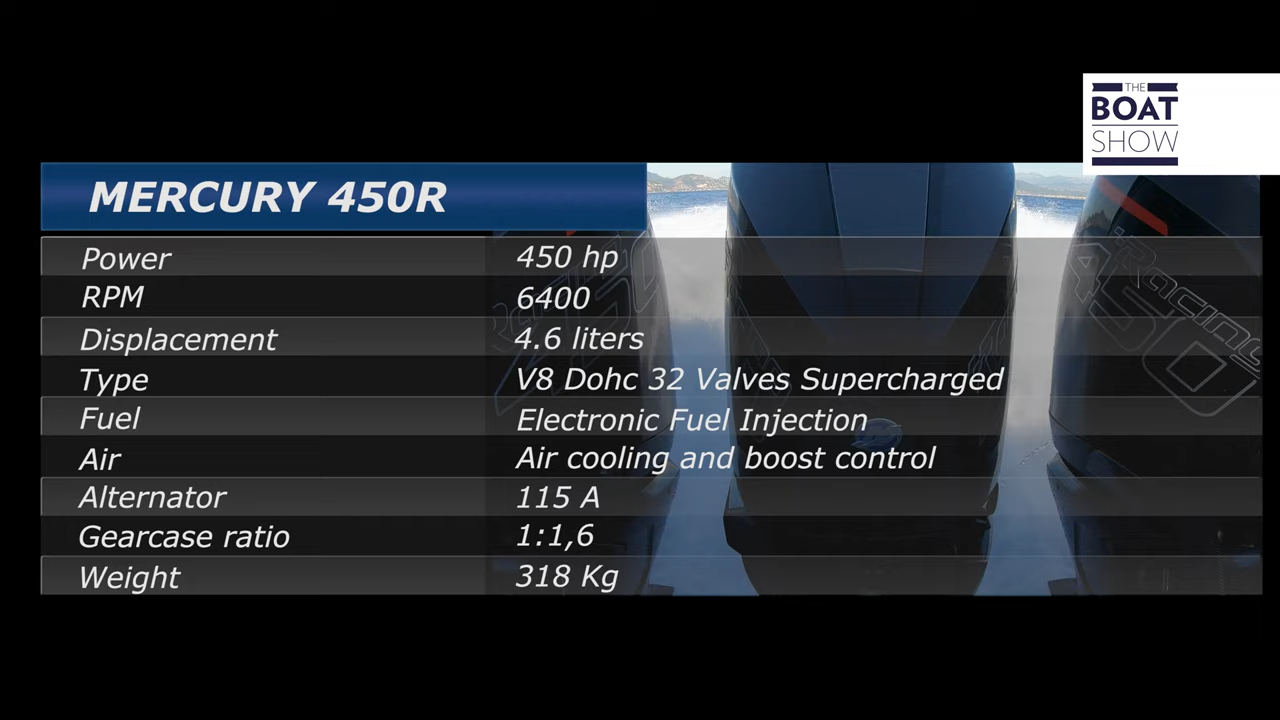 THE
BOAT
SHOW
MERCURY 450R
Power 450 hp
RPM 6400
Displacement 4.6 liters
Type V8 Dohc 32 Valves Supercharged
Fuel Electronic Fuel Injection
Air Air cooling and boost control
Alternator 115 A
Gearcase ratio 1:1,6
Weight 318 Kg
Racing
450